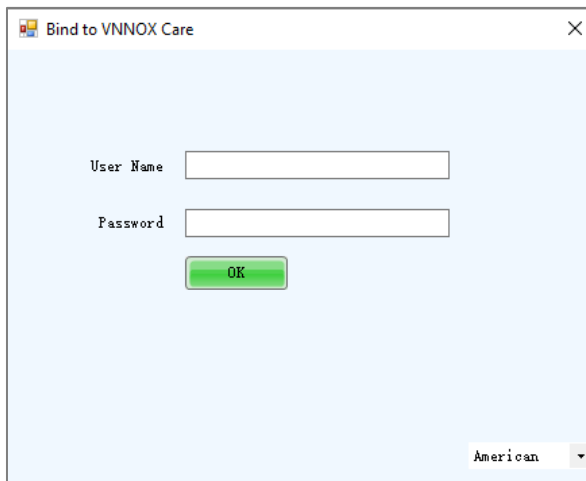 Bind to VNNOX Care
User Name
Password
OK
American